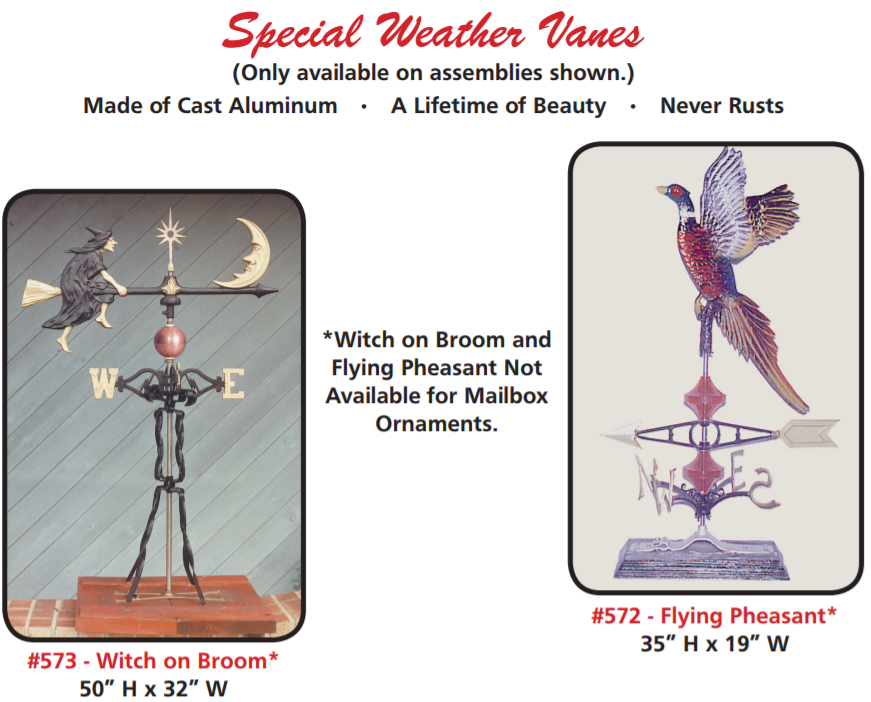 Special Weather Vanes
(Only available on assemblies shown.)
Made of Cast Aluminum • A Lifetime of Beauty • Never Rusts
W E
*Witch on Broom and
Flying Pheasant Not
Available for Mailbox
Ornaments.
N W E S
#573 - Witch on Broom*
50” H x 32” W
#572 - Flying Pheasant*
35” H x 19” W